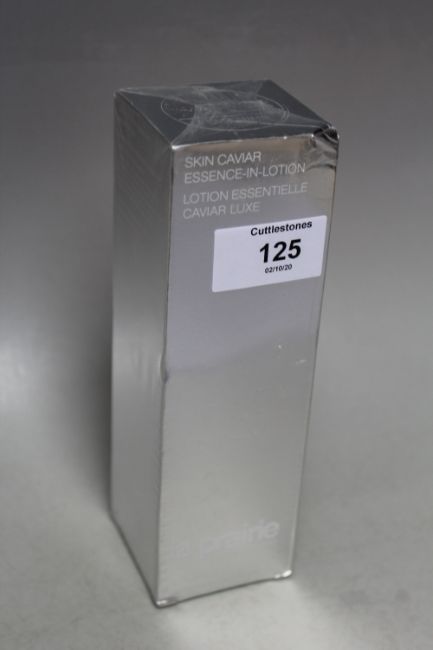 SKIN CAVIAR
ESSENCE-IN-LOTION
LOTION ESSENTIELLE
CAVIAR LUXE
Cuttlestones
125
02/10/20
la prairie